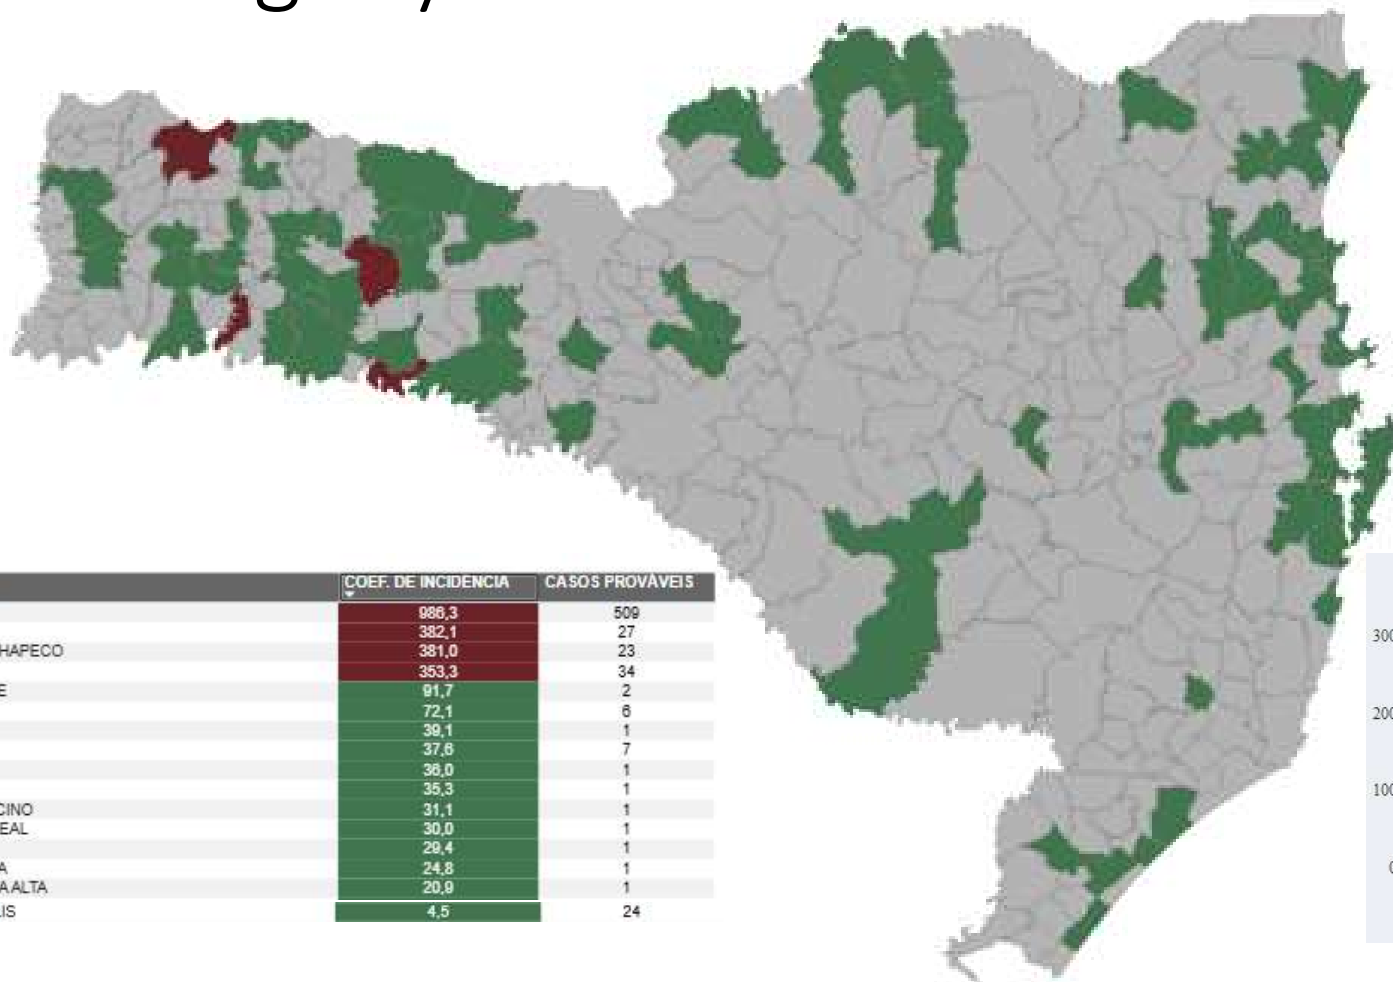 COEF. DE INCIDÊNCIA CASOS PROVÁVEIS
986,3 509
382,1 27
HAPECO 381,0 23
353,3 34
E 91,7 2
72,1 6
39,1 1
37,6 7
36,0 1
35,3 1
CINO 31,1 1
EAL 30,0 1
29,4 1
A 24,8 1
A ALTA 20,9 1
LIS 4,5 24
300
200
100
0